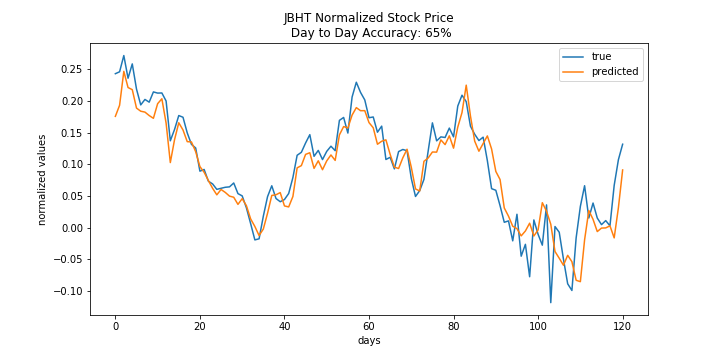 JBHT Normalized Stock Price
Day to Day Accuracy: 65%
true
predicted
normalized values
0.25
0.20
0.15
0.10
0.05
0.00
−0.05
−0.10
0
20
40
60
80
100
120
days